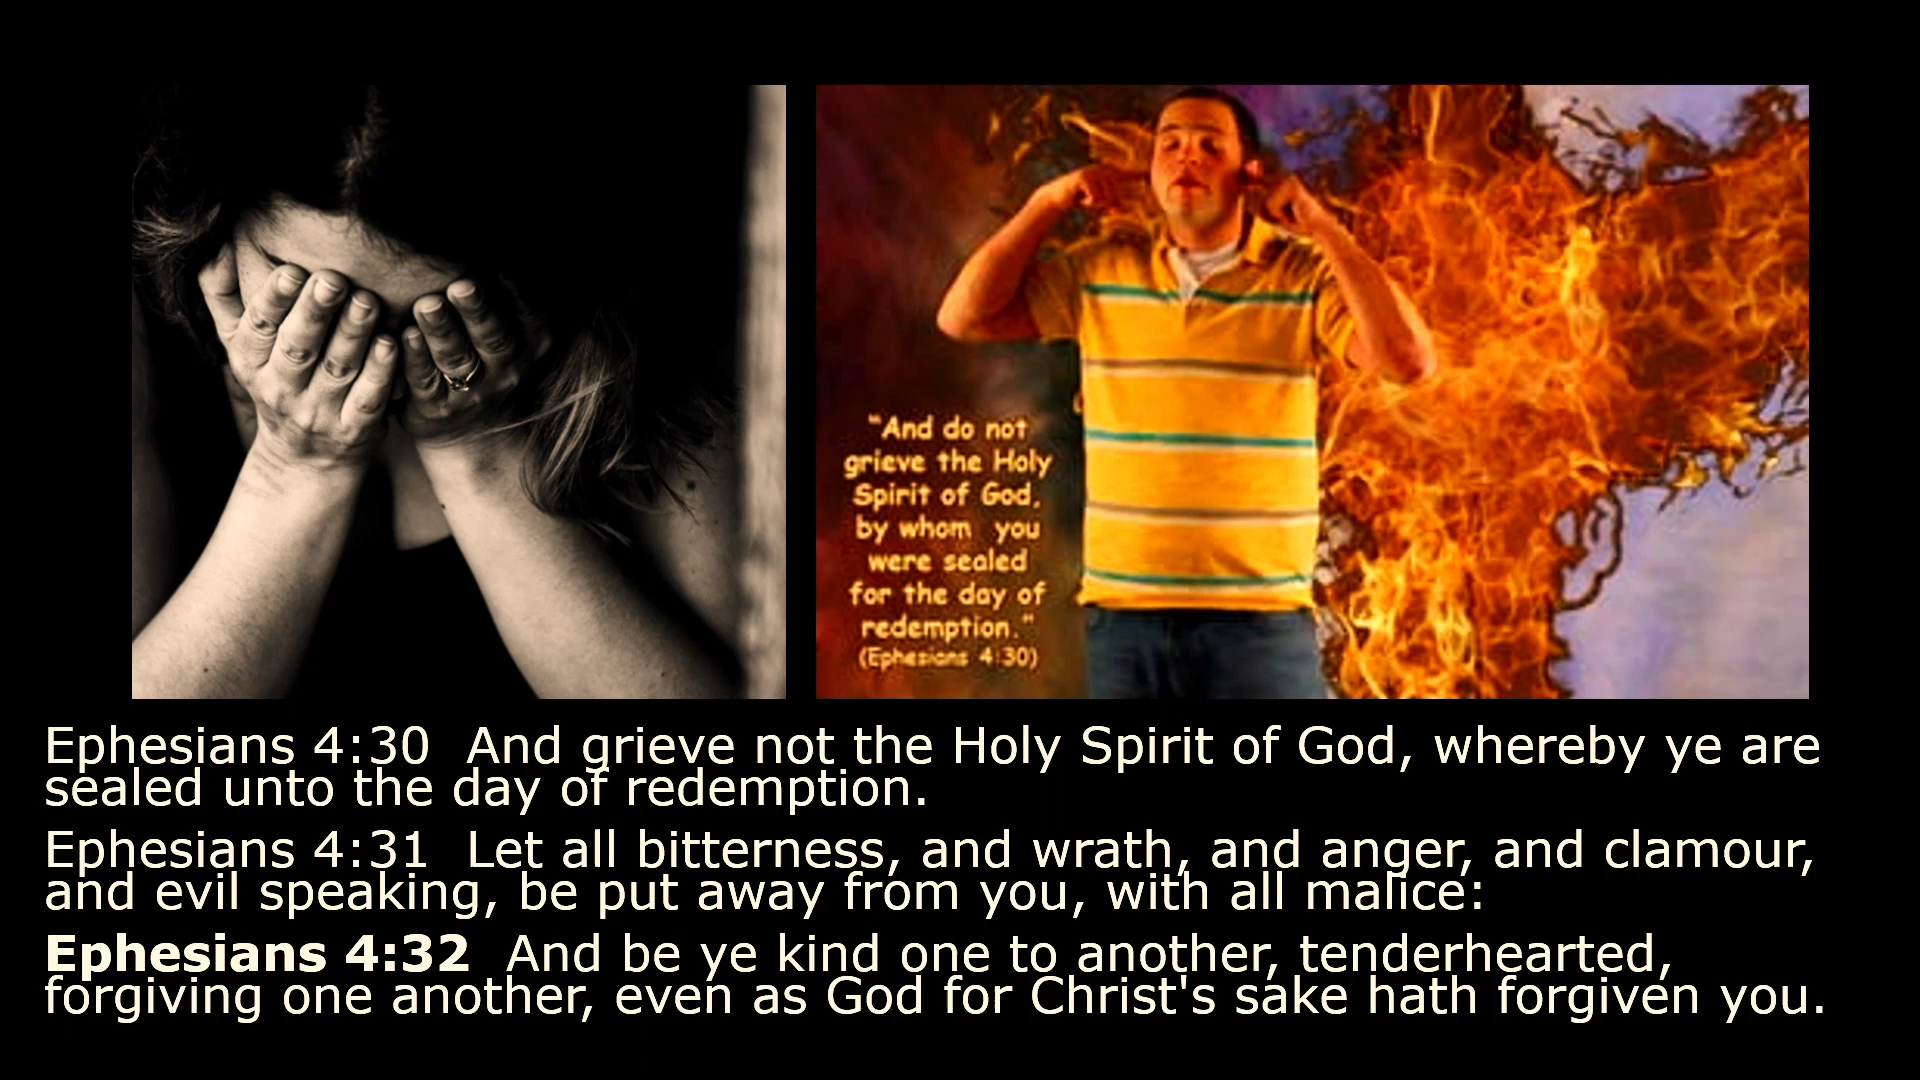 "And do not
grieve the Holy
Spirit of God,
by whom you
were sealed
for the day of
redemption."
(Ephesians 4:30)
Ephesians 4:30 And grieve not the Holy Spirit of God, whereby ye are
sealed unto the day of redemption.
Ephesians 4:31 Let all bitterness, and wrath, and anger, and clamour,
and evil speaking, be put away from you, with all malice:
Ephesians 4:32 And be ye kind one to another, tenderhearted,
forgiving one another, even as God for Christ's sake hath forgiven you.